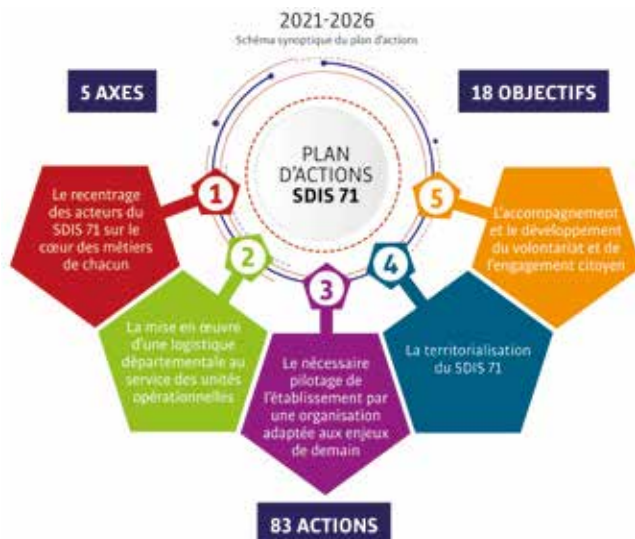 2021-2026
Schéma synoptique du plan d'actions
5 AXES
18 OBJECTIFS
PLAN
D'ACTIONS
SDIS 71
1
Le recentrage
des acteurs du
SDIS 71 sur le
cœur des métiers
de chacun
2
La mise en œuvre
d'une logistique
départementale au
service des unités
opérationnelles
3
Le nécessaire
pilotage de
l'établissement par
une organisation
adaptée aux enjeux
de demain
4
La territorialisation
du SDIS 71
5
L'accompagnement
et le développement
du volontariat et de
l'engagement citoyen
83 ACTIONS